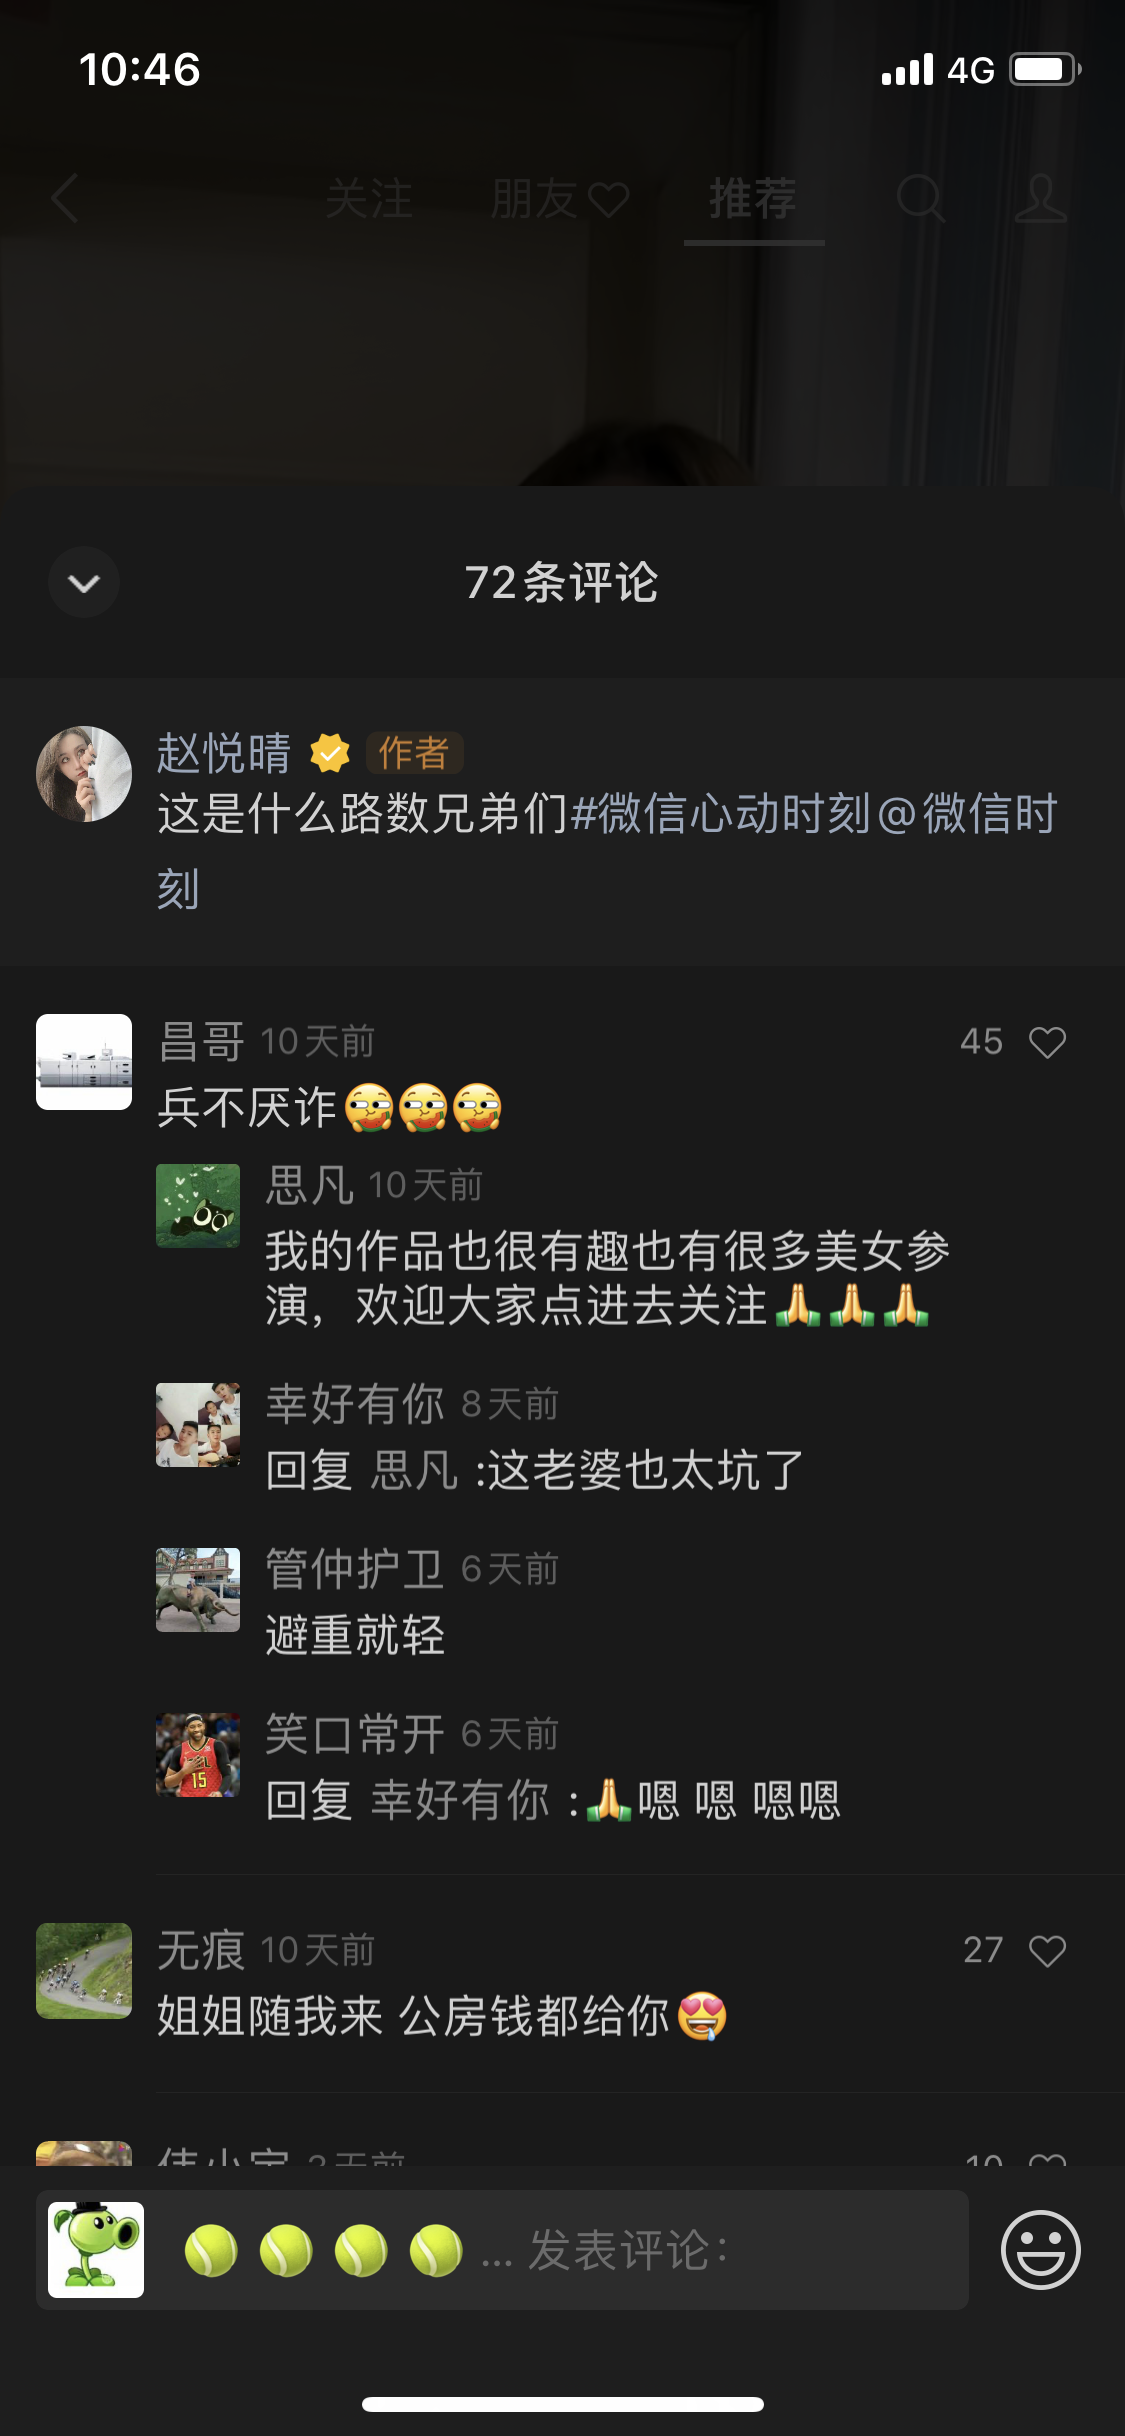 10:46 4G
关注 朋友 推荐
72条评论
赵悦晴 作者
这是什么路数兄弟们#微信心动时刻@微信时
刻
昌哥 10天前 45
兵不厌诈
思凡 10天前
我的作品也很有趣也有很多美女参
演，欢迎大家点进去关注🙏🙏🙏
幸好有你 8天前
回复 思凡 :这老婆也太坑了
管仲护卫 6天前
避重就轻
笑口常开 6天前
回复 幸好有你 :🙏嗯 嗯 嗯嗯
15
无痕 10天前 27
姐姐随我来 公房钱都给你
🎾 🎾 🎾 🎾 ... 发表评论：